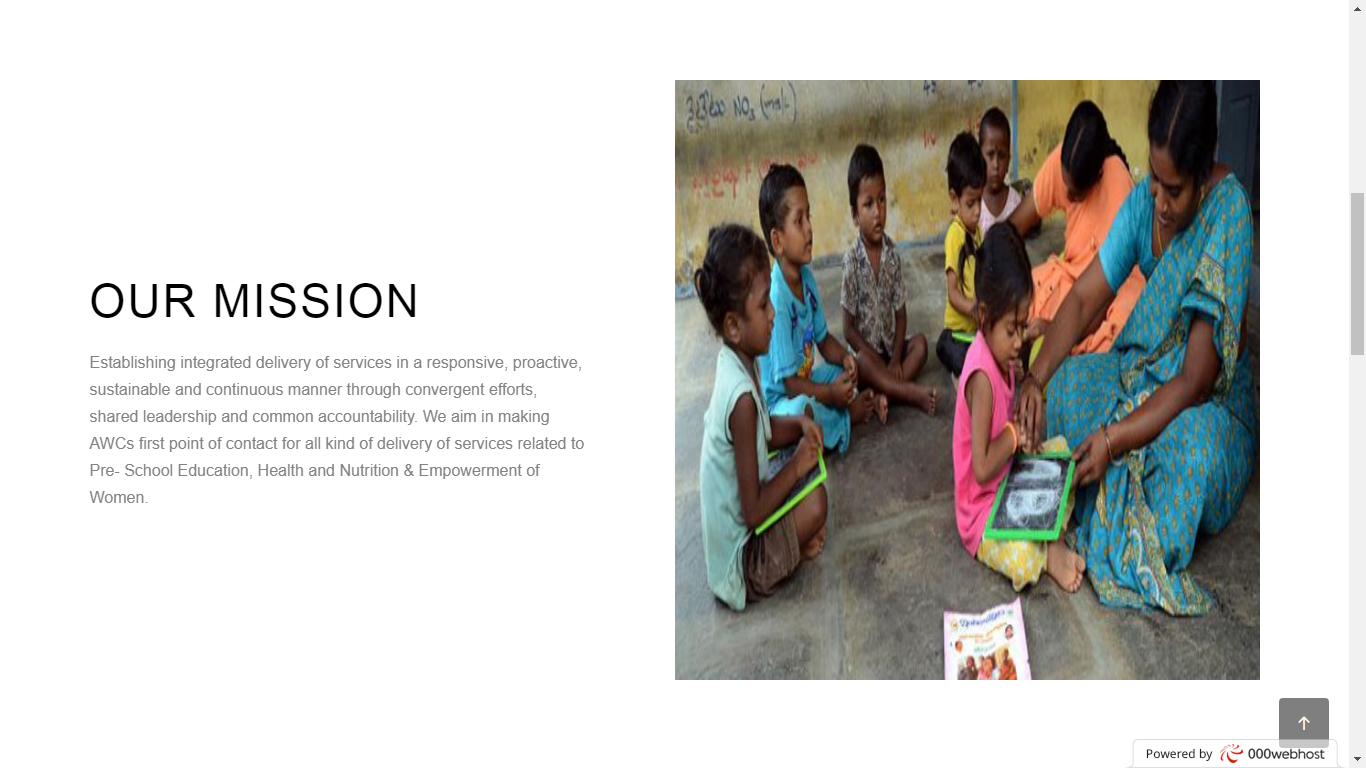 NO₃ (mg/L)
OUR MISSION
Establishing integrated delivery of services in a responsive, proactive,
sustainable and continuous manner through convergent efforts,
shared leadership and common accountability. We aim in making
AWCs first point of contact for all kind of delivery of services related to
Pre- School Education, Health and Nutrition & Empowerment of
Women.
Powered by 000webhost